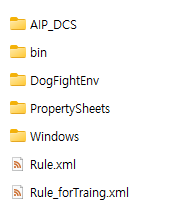 AIP_DCS
bin
DogFightEnv
PropertySheets
Windows
Rule.xml
Rule_forTraing.xml